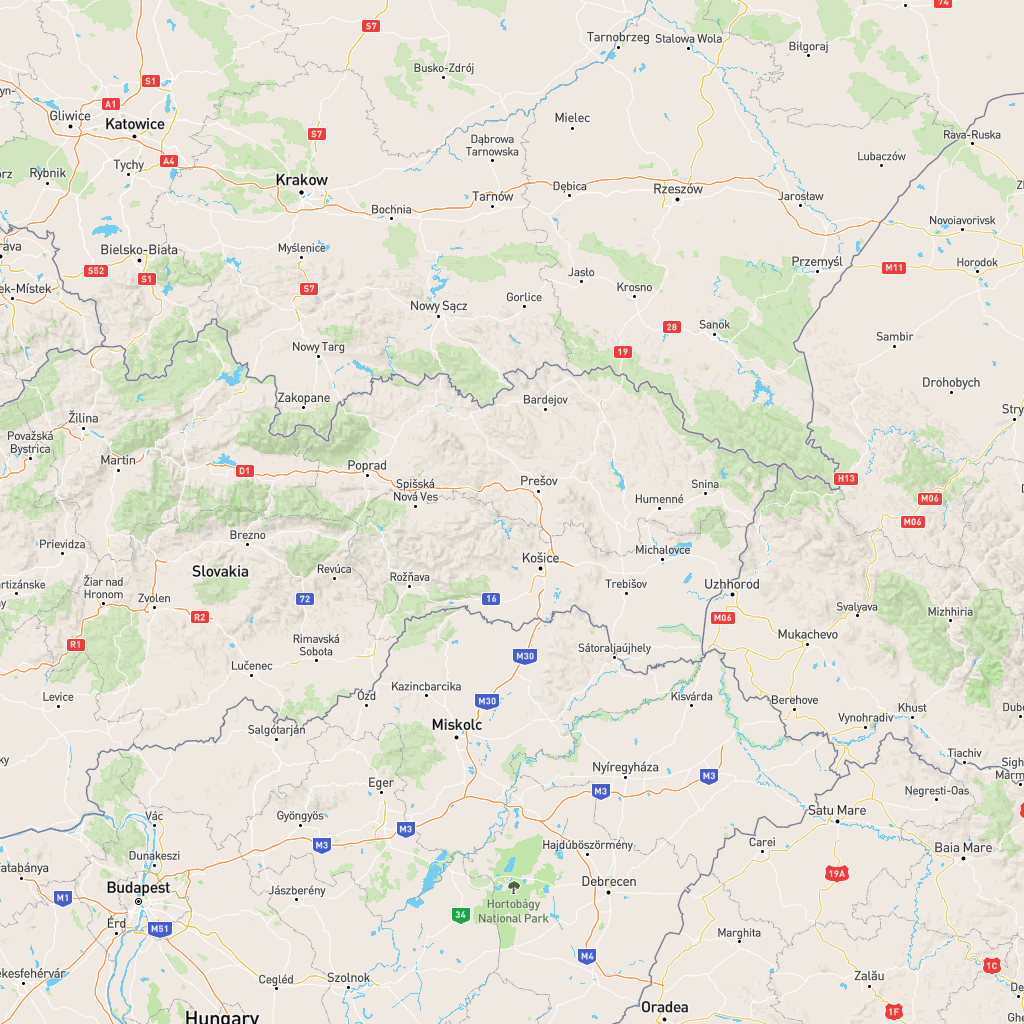 74
S7
Tarnobrzeg
Stalowa Wola
Biłgoraj
Busko-Zdrój
S1
A1
Gliwice
Katowice
Mielec
S7
Rava-Ruska
Dąbrowa
Tarnowska
Lubaczów
A4
Tychy
Rybnik
Krakow
Dębica
Rzeszów
Tarnów
Jarosław
Bochnia
Novoiavorivsk
Bielsko-Biała
Myślenice
Przemyśl
M11
Horodok
S52
S1
Jasło
Krosno
ek-Místek
S7
Gorlice
Nowy Sącz
28
Sanok
Sambir
Nowy Targ
19
Drohobych
Zakopane
Bardejov
Stry
Žilina
Považská
Bystrica
Martin
D1
Poprad
H13
Spišská
Nová Ves
Prešov
Snina
Humenné
M06
M06
Brezno
Prievidza
Michalovce
Košice
Slovakia
Revúca
Rožňava
Trebišov
Uzhhorod
Žiar nad
Hronom
Zvolen
72
16
Svalyava
Mizhhiria
R2
M06
Mukachevo
R1
Rimavská
Sobota
Sátoraljaújhely
M30
Lučenec
Levice
Ózd
Kazincbarcika
M30
Kisvárda
Berehove
Khust
Vynohradiv
Miskolc
Salgótarján
Tiachiv
Nyíregyháza
M3
M3
Eger
Negresti-Oas
Satu Mare
Vác
Gyöngyös
M3
M3
Hajdúböszörmény
Carei
Baia Mare
Dunakeszi
19A
Budapest
Jászberény
Debrecen
M1
Hortobágy
National Park
34
Érd
M51
Marghita
M4
Cegléd
Szolnok
Zalău
1C
Oradea
1F
Hungary